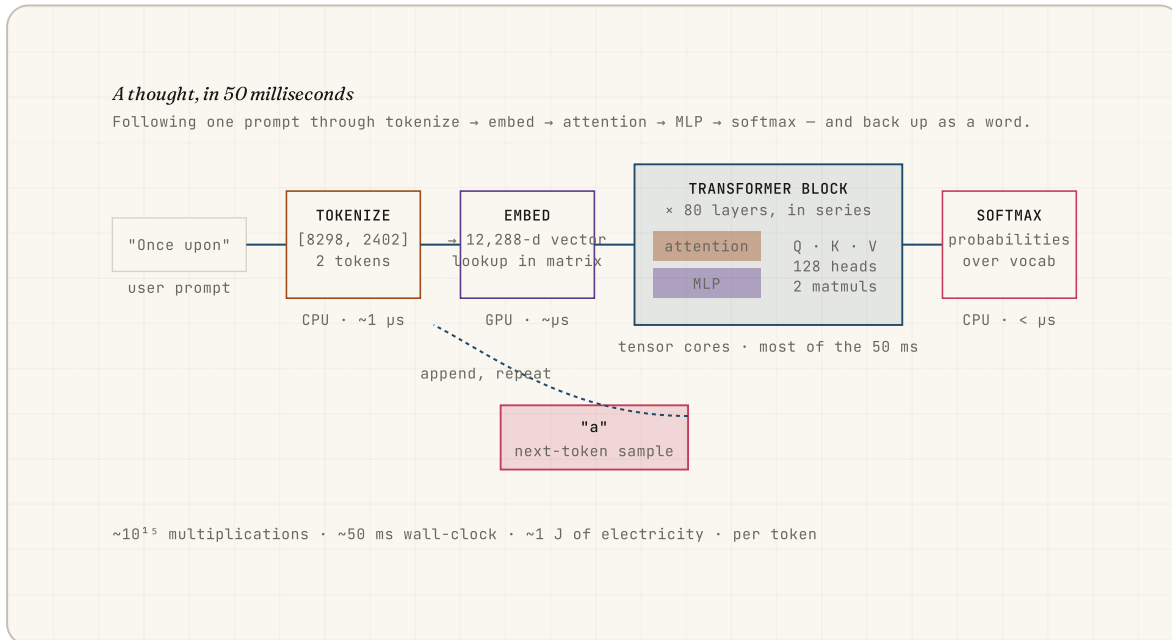 A thought, in 50 milliseconds
Following one prompt through tokenize → embed → attention → MLP → softmax — and back up as a word.
"Once upon"
user prompt
TOKENIZE
[8298, 2402]
2 tokens
CPU · ~1 µs
EMBED
→ 12,288-d vector
lookup in matrix
GPU · ~µs
TRANSFORMER BLOCK
× 80 layers, in series
attention
MLP
Q · K · V
128 heads
2 matmuls
tensor cores · most of the 50 ms
SOFTMAX
probabilities
over vocab
CPU · < µs
append, repeat
"a"
next-token sample
~10¹⁵ multiplications · ~50 ms wall-clock · ~1 J of electricity · per token